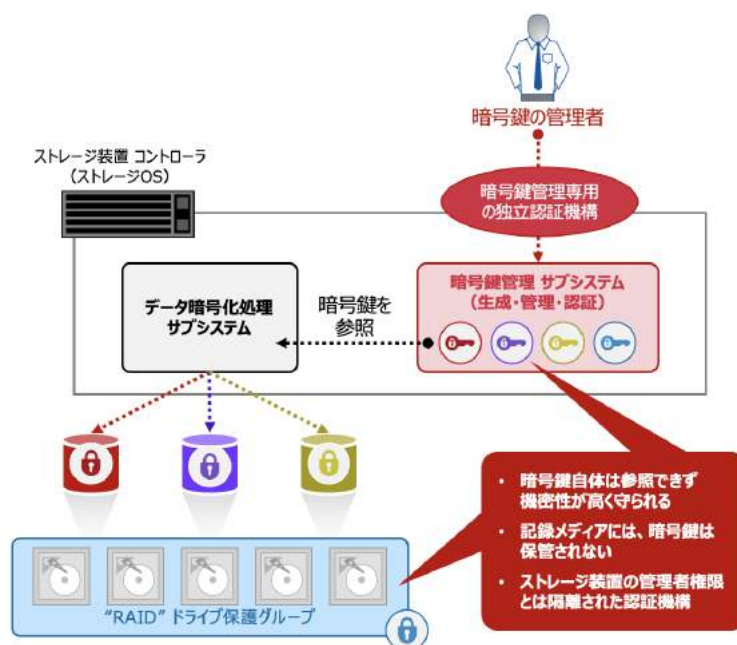 暗号鍵の管理者
ストレージ装置 コントローラ
（ストレージOS）
暗号鍵管理専用
の独立認証機構
暗号鍵管理 サブシステム
（生成・管理・認証）
データ暗号化処理
サブシステム
暗号鍵を
参照
• 暗号鍵自体は参照できず
機密性が高く守られる
• 記録メディアには、暗号鍵は
保管されない
• ストレージ装置の管理者権限
とは隔離された認証機構
“RAID” ドライブ保護グループ